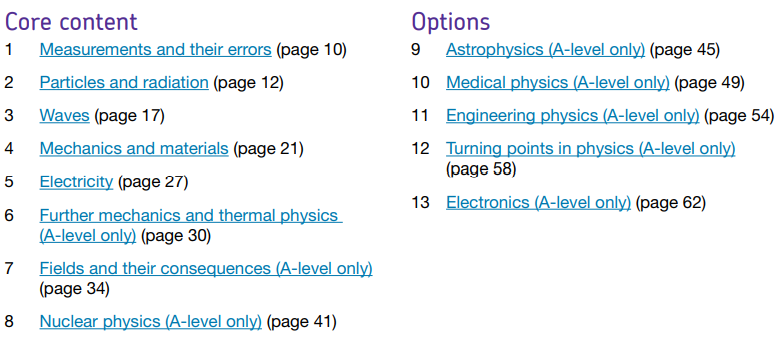 Core content
1 Measurements and their errors (page 10)
2 Particles and radiation (page 12)
3 Waves (page 17)
4 Mechanics and materials (page 21)
5 Electricity (page 27)
6 Further mechanics and thermal physics
(A-level only) (page 30)
7 Fields and their consequences (A-level only)
(page 34)
8 Nuclear physics (A-level only) (page 41)
Options
9 Astrophysics (A-level only) (page 45)
10 Medical physics (A-level only) (page 49)
11 Engineering physics (A-level only) (page 54)
12 Turning points in physics (A-level only)
(page 58)
13 Electronics (A-level only) (page 62)